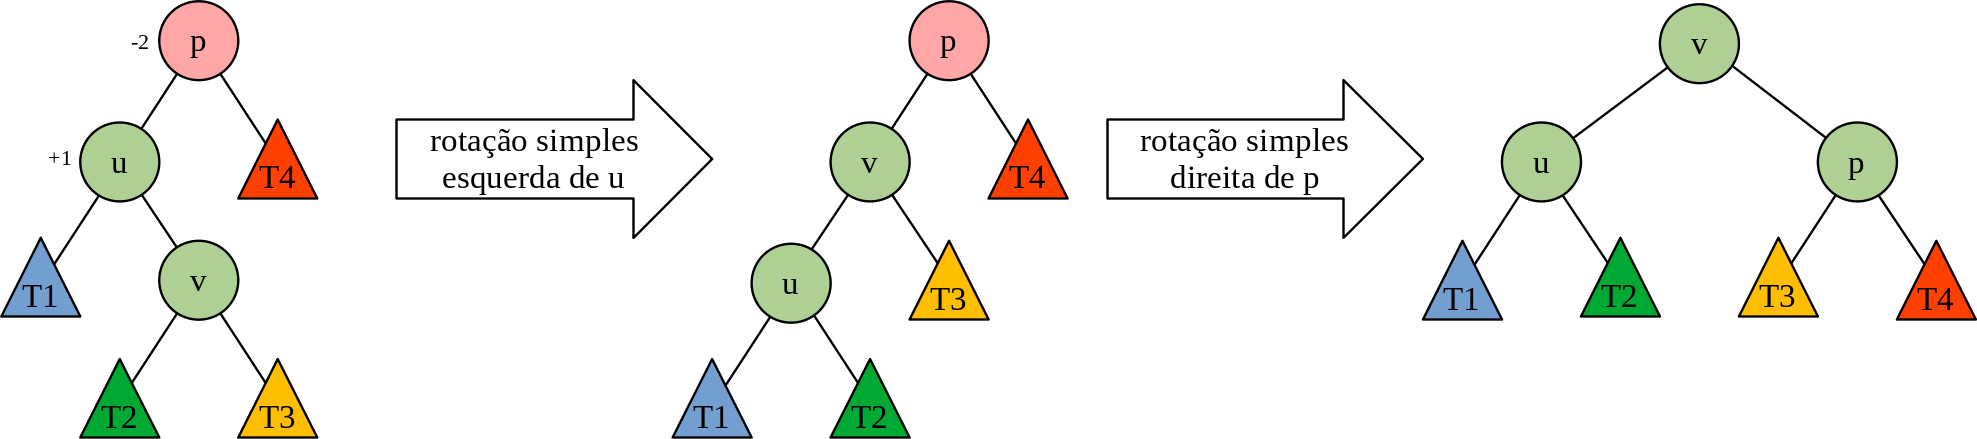 p
-2
u
+1
T4
T1
v
T2
T3
rotação simples
esquerda de u
p
v
T4
u
T3
T1
T2
rotação simples
direita de p
v
u
p
T1
T2
T3
T4